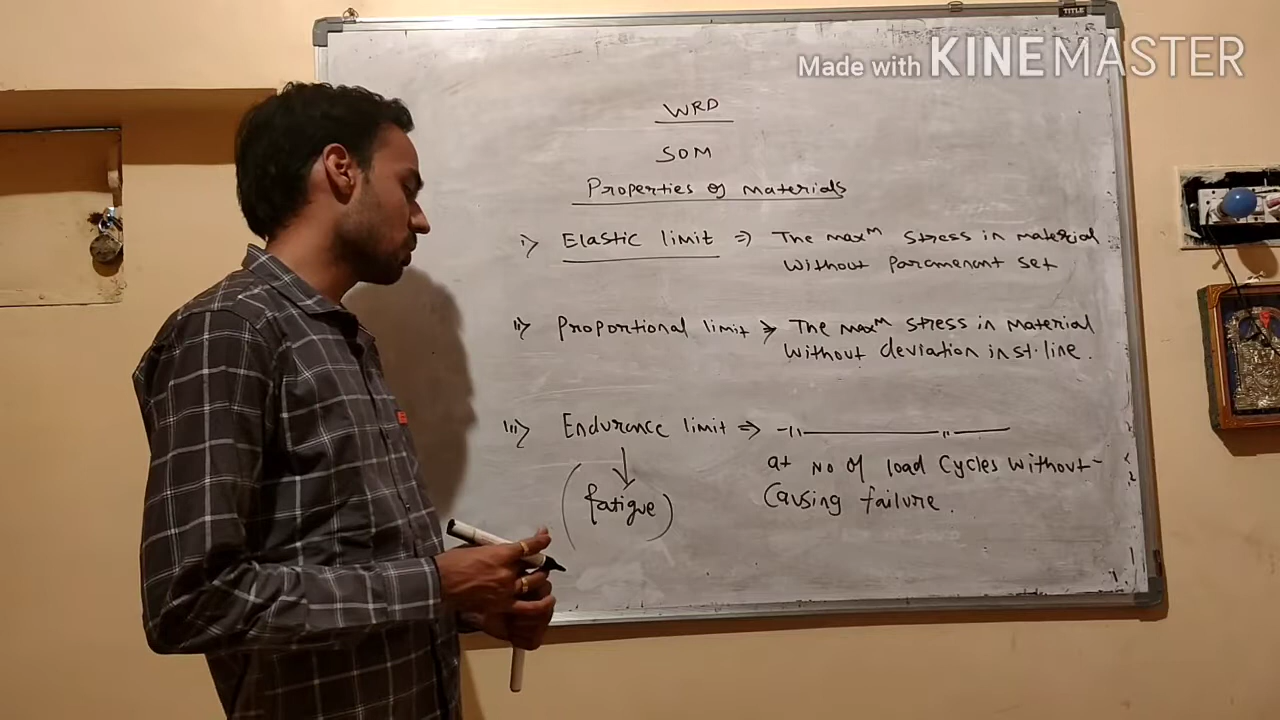 TITLE
Made with KINEMASTER
WRD
SOM
Properties of materials
i> Elastic limit => The maxᴹ stress in material
without paramenant set
ii> Proportional limit => The maxᴹ stress in material
without deviation in st. line.
iii> Endurance limit => -11—————"——
at No of load cycles without
causing failure.
(fatigue)